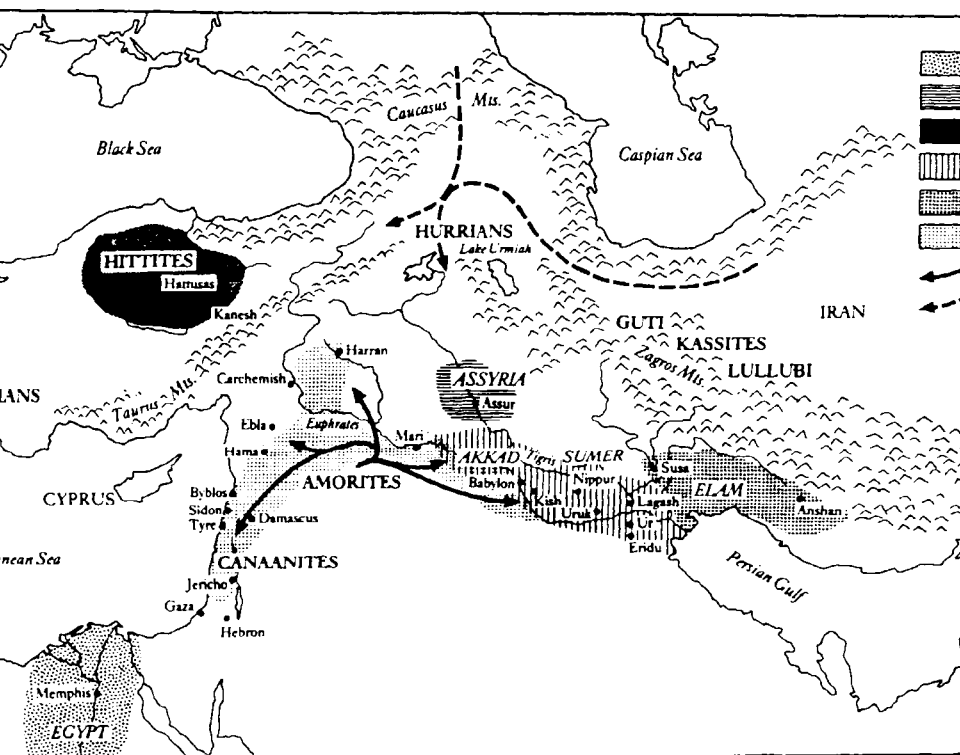 Caucasus Mts.
Black Sea
Caspian Sea
HURRIANS
Lake Urmiah
HITTITES
Hattusas
Kanesh
IRAN
GUTI
KASSITES
Zagros Mts.
LULLUBI
Harran
Carchemish
ASSYRIA
Assur
IANS
Taurus Mts.
Ebla
Euphrates
Mari
Hama
AKKAD
Tigris
SUMER
Susa
CYPRUS
AMORITES
Babylon
Nippur
ELAM
Byblos
Kish
Lagash
Anshan
Sidon
Uruk
Tyre
Damascus
Ur
Eridu
nean Sea
CANAANITES
Jericho
Persian Gulf
Gaza
Hebron
Memphis
EGYPT